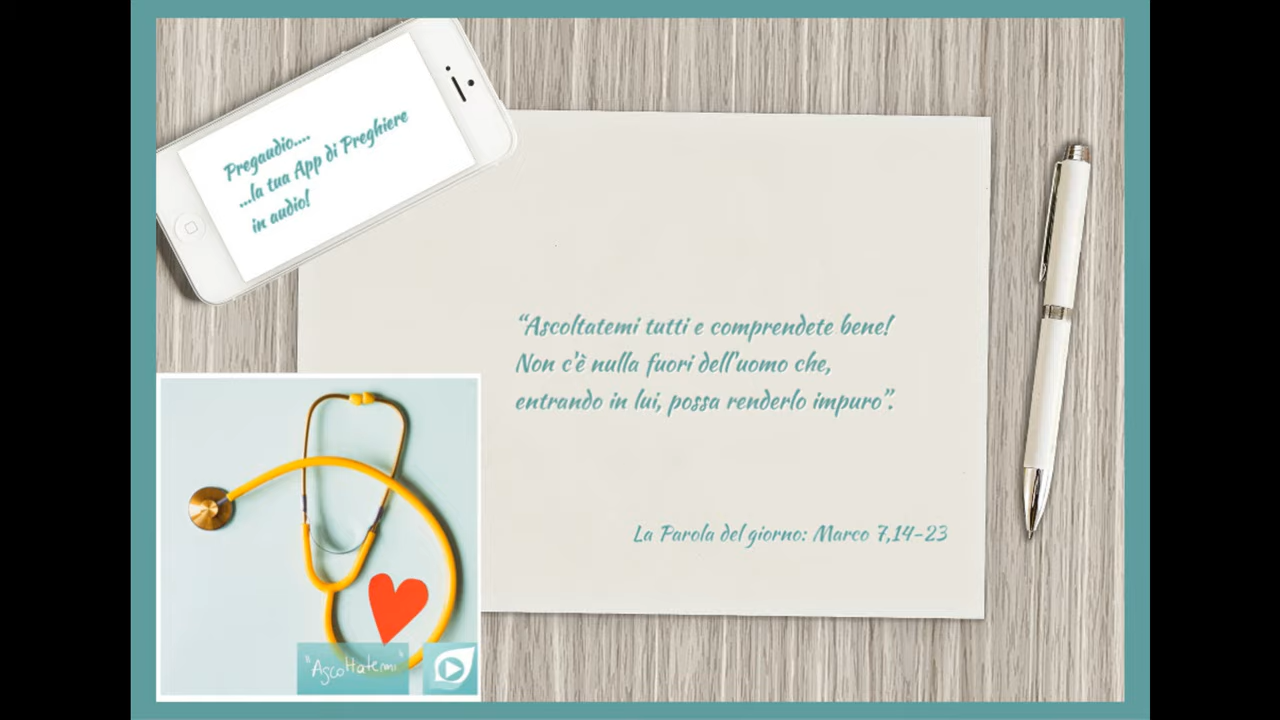 Pregaudio....
...la tua App di Preghiere
in audio!
“Ascoltatemi tutti e comprendete bene!
Non c'è nulla fuori dell'uomo che,
entrando in lui, possa renderlo impuro”.
La Parola del giorno: Marco 7,14-23
"Ascoltatemi"